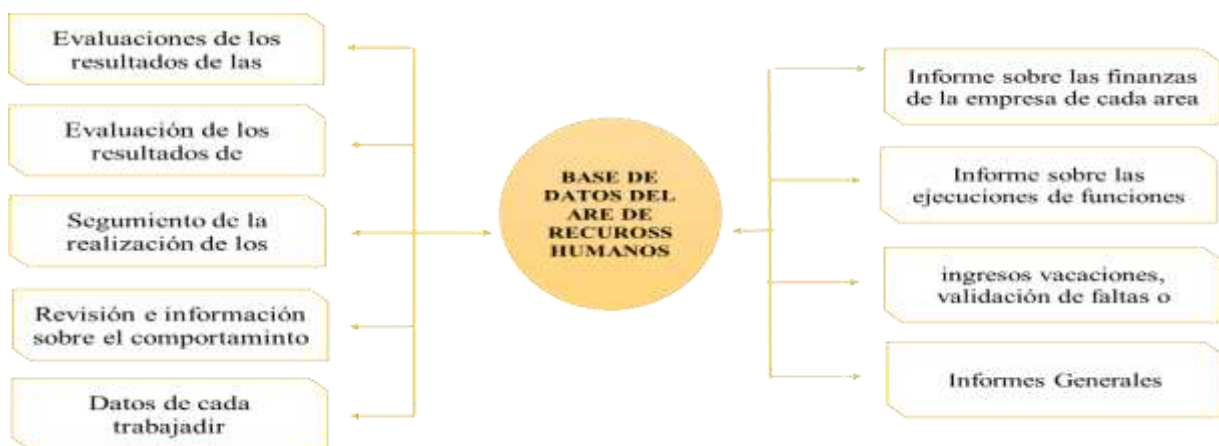 Evaluaciones de los
resultados de las
Evaluación de los
resultados de
Segumiento de la
realización de los
Revisión e información
sobre el comportaminto
Datos de cada
trabajadir
BASE DE
DATOS DEL
ARE DE
RECUROSS
HUMANOS
Informe sobre las finanzas
de la empresa de cada area
Informe sobre las
ejecuciones de funciones
ingresos vacaciones,
validación de faltas o
Informes Generales